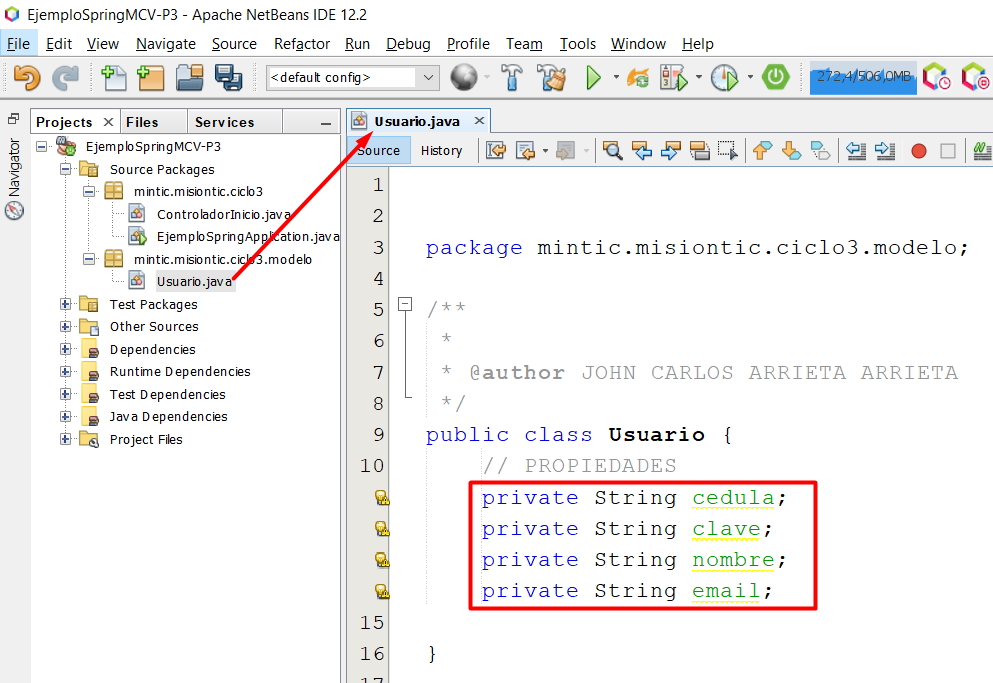 EjemploSpringMCV-P3 - Apache NetBeans IDE 12.2
File Edit View Navigate Source Refactor Run Debug Profile Team Tools Window Help
<default config>
272,4/506,0MB
Projects Files Services
Navigator
EjemploSpringMCV-P3
Source Packages
mintic.misiontic.ciclo3
ControladorInicio.java
EjemploSpringApplication.java
mintic.misiontic.ciclo3.modelo
Usuario.java
Test Packages
Other Sources
Dependencies
Runtime Dependencies
Test Dependencies
Java Dependencies
Project Files
Usuario.java
Source History
1
2
3 package mintic.misiontic.ciclo3.modelo;
4
5 /**
6 *
7 * @author JOHN CARLOS ARRIETA ARRIETA
8 */
9 public class Usuario {
10 // PROPIEDADES
private String cedula;
private String clave;
private String nombre;
private String email;
15
16 }
17